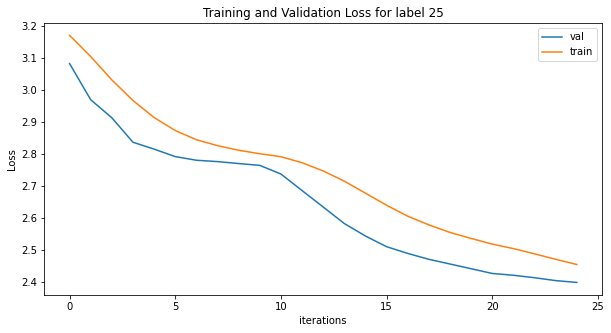 Training and Validation Loss for label 25
val
train
Loss
3.2
3.1
3.0
2.9
2.8
2.7
2.6
2.5
2.4
0 5 10 15 20 25
iterations